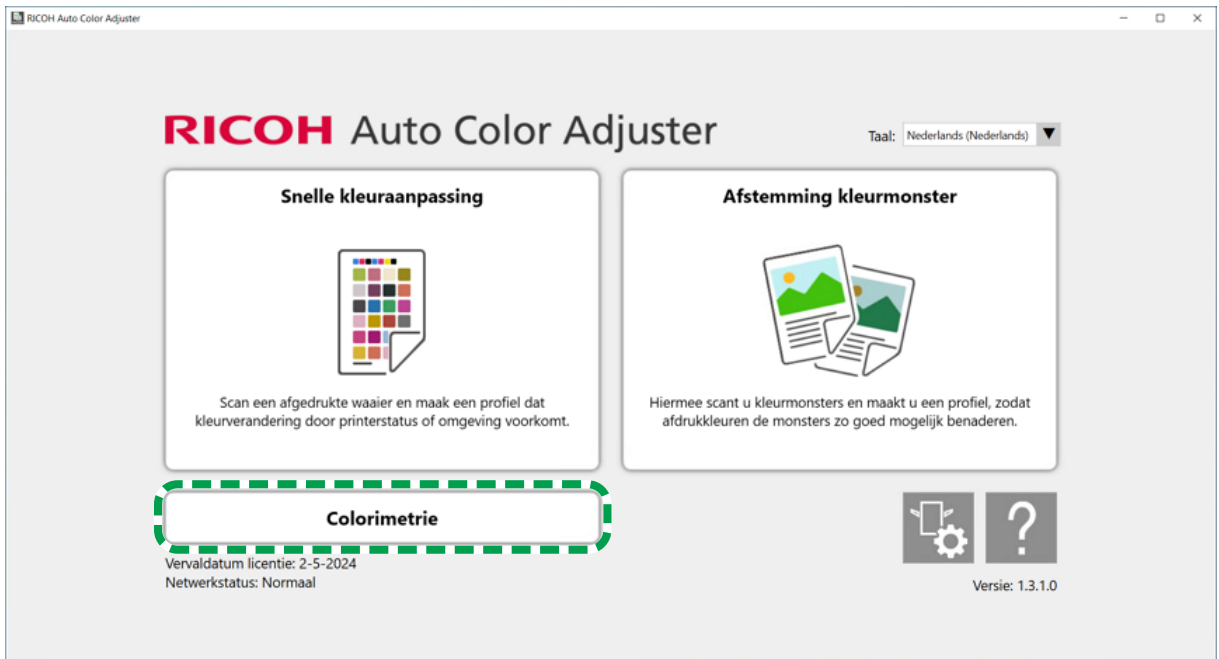 RICOH Auto Color Adjuster
RICOH Auto Color Adjuster
Taal: Nederlands (Nederlands)
Snelle kleuraanpassing
Scan een afgedrukte waaier en maak een profiel dat
kleurverandering door printerstatus of omgeving voorkomt.
Afstemming kleurmonster
Hiermee scant u kleurmonsters en maakt u een profiel, zodat
afdrukkleuren de monsters zo goed mogelijk benaderen.
Colorimetrie
Vervaldatum licentie: 2-5-2024
Netwerkstatus: Normaal
?
Versie: 1.3.1.0